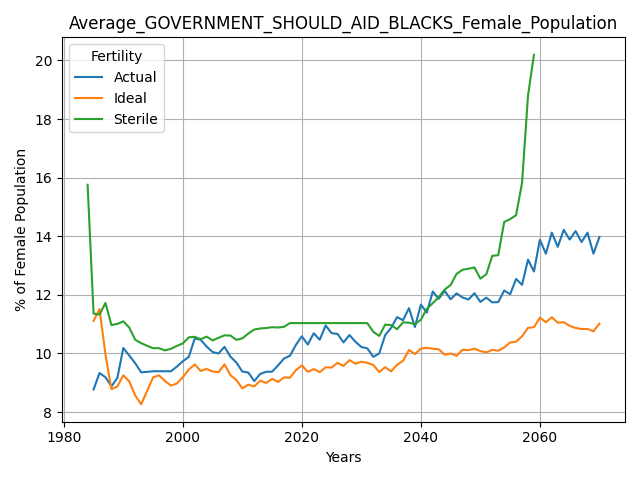 Average_GOVERNMENT_SHOULD_AID_BLACKS_Female_Population
Fertility
Actual
Ideal
Sterile
% of Female Population
20
18
16
14
12
10
8
1980
2000
2020
2040
2060
Years